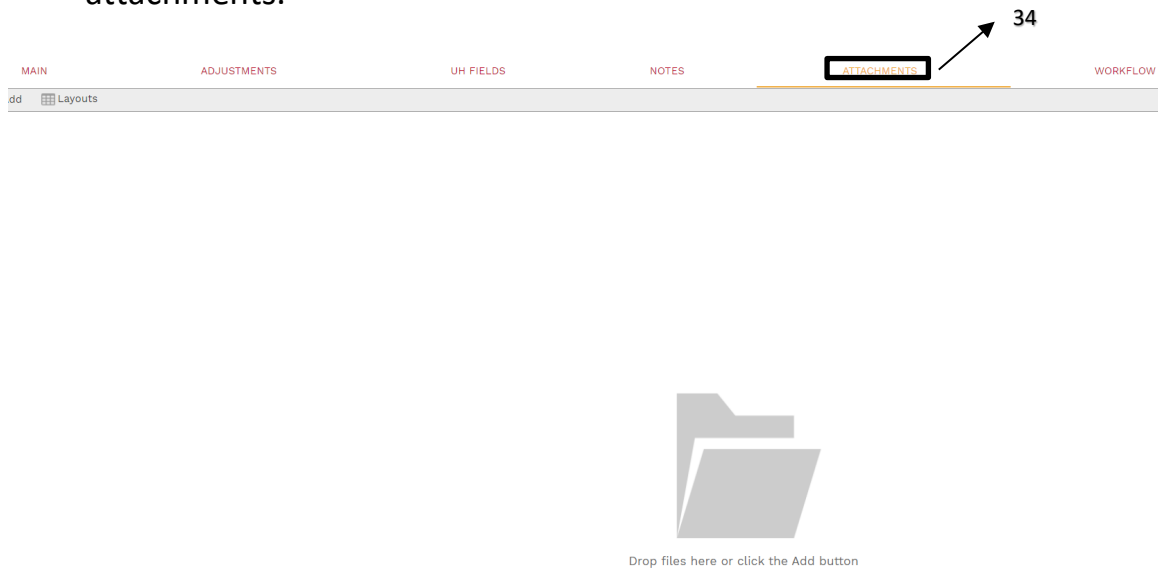 attachments.
34
MAIN ADJUSTMENTS UH FIELDS NOTES ATTACHMENTS WORKFLOW
dd Layouts
Drop files here or click the Add button